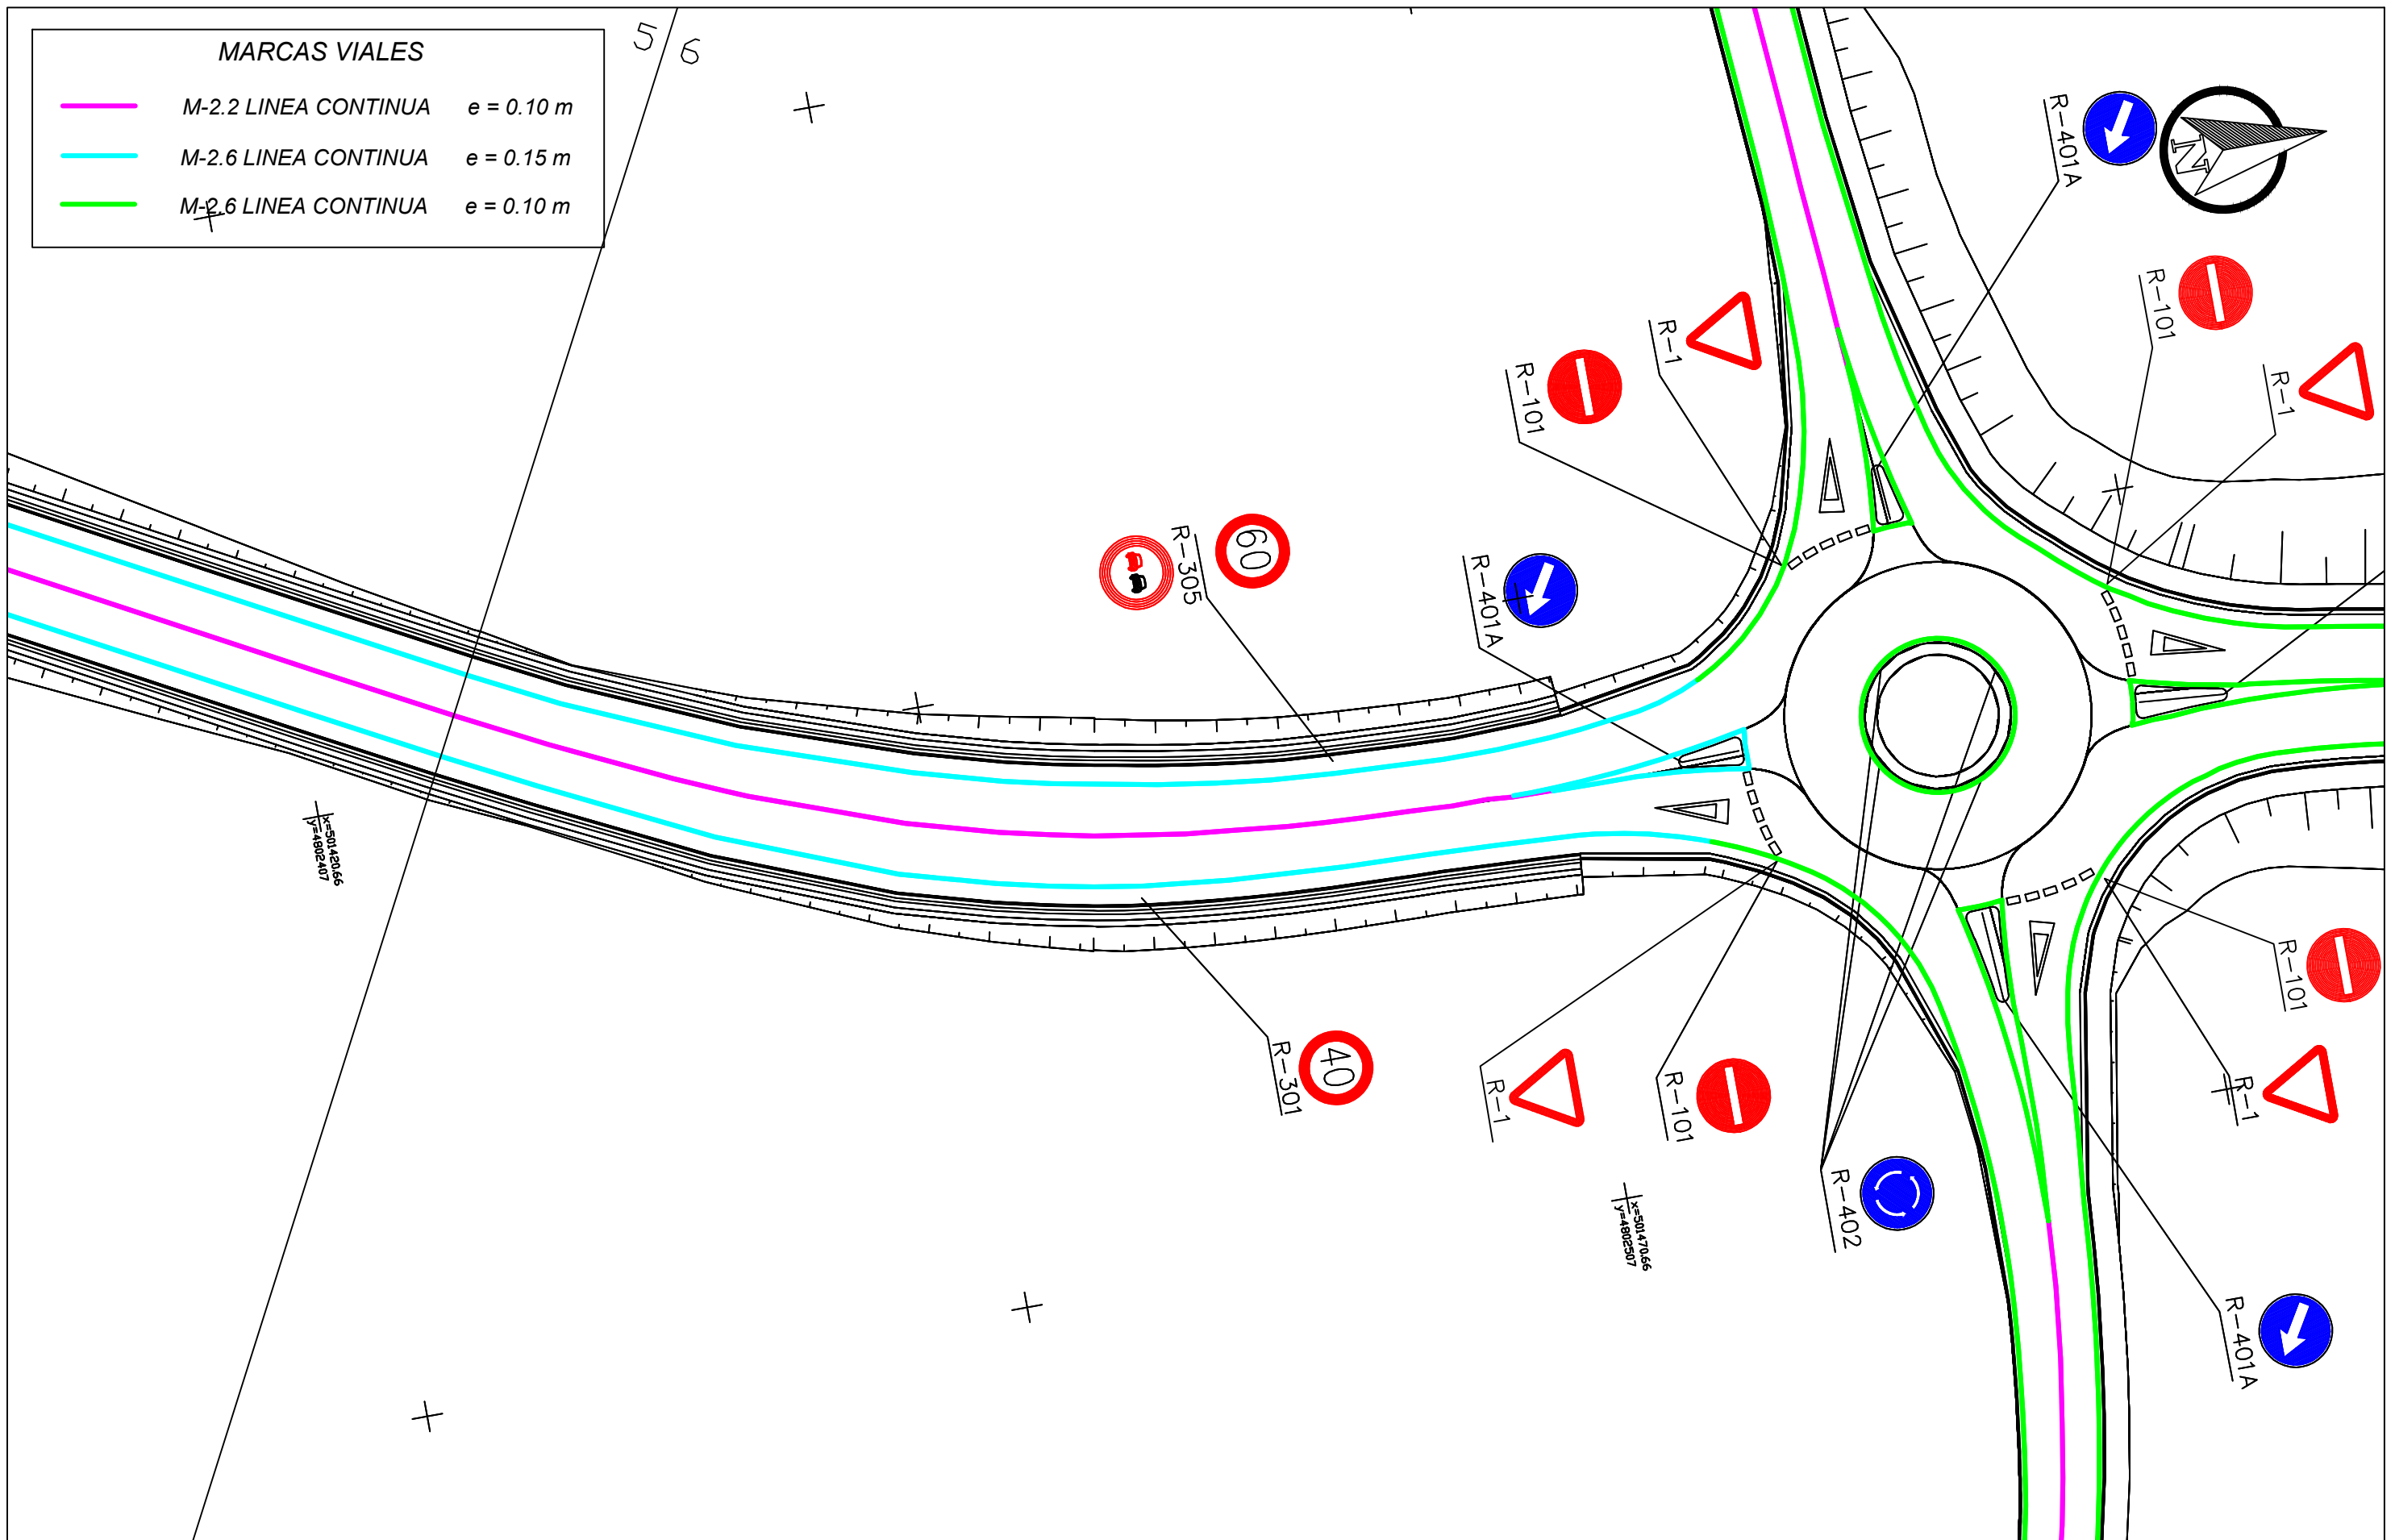 MARCAS VIALES
M-2.2 LINEA CONTINUA e = 0.10 m
M-2.6 LINEA CONTINUA e = 0.15 m
M-2.6 LINEA CONTINUA e = 0.10 m
5 6
R-401A
N
R-101
R-1
R-1
R-101
60
R-305
R-401A
x=501420.66
y=4802407
40
R-301
R-1
R-101
R-402
x=501470.66
y=4802507
R-101
R-1
R-401A